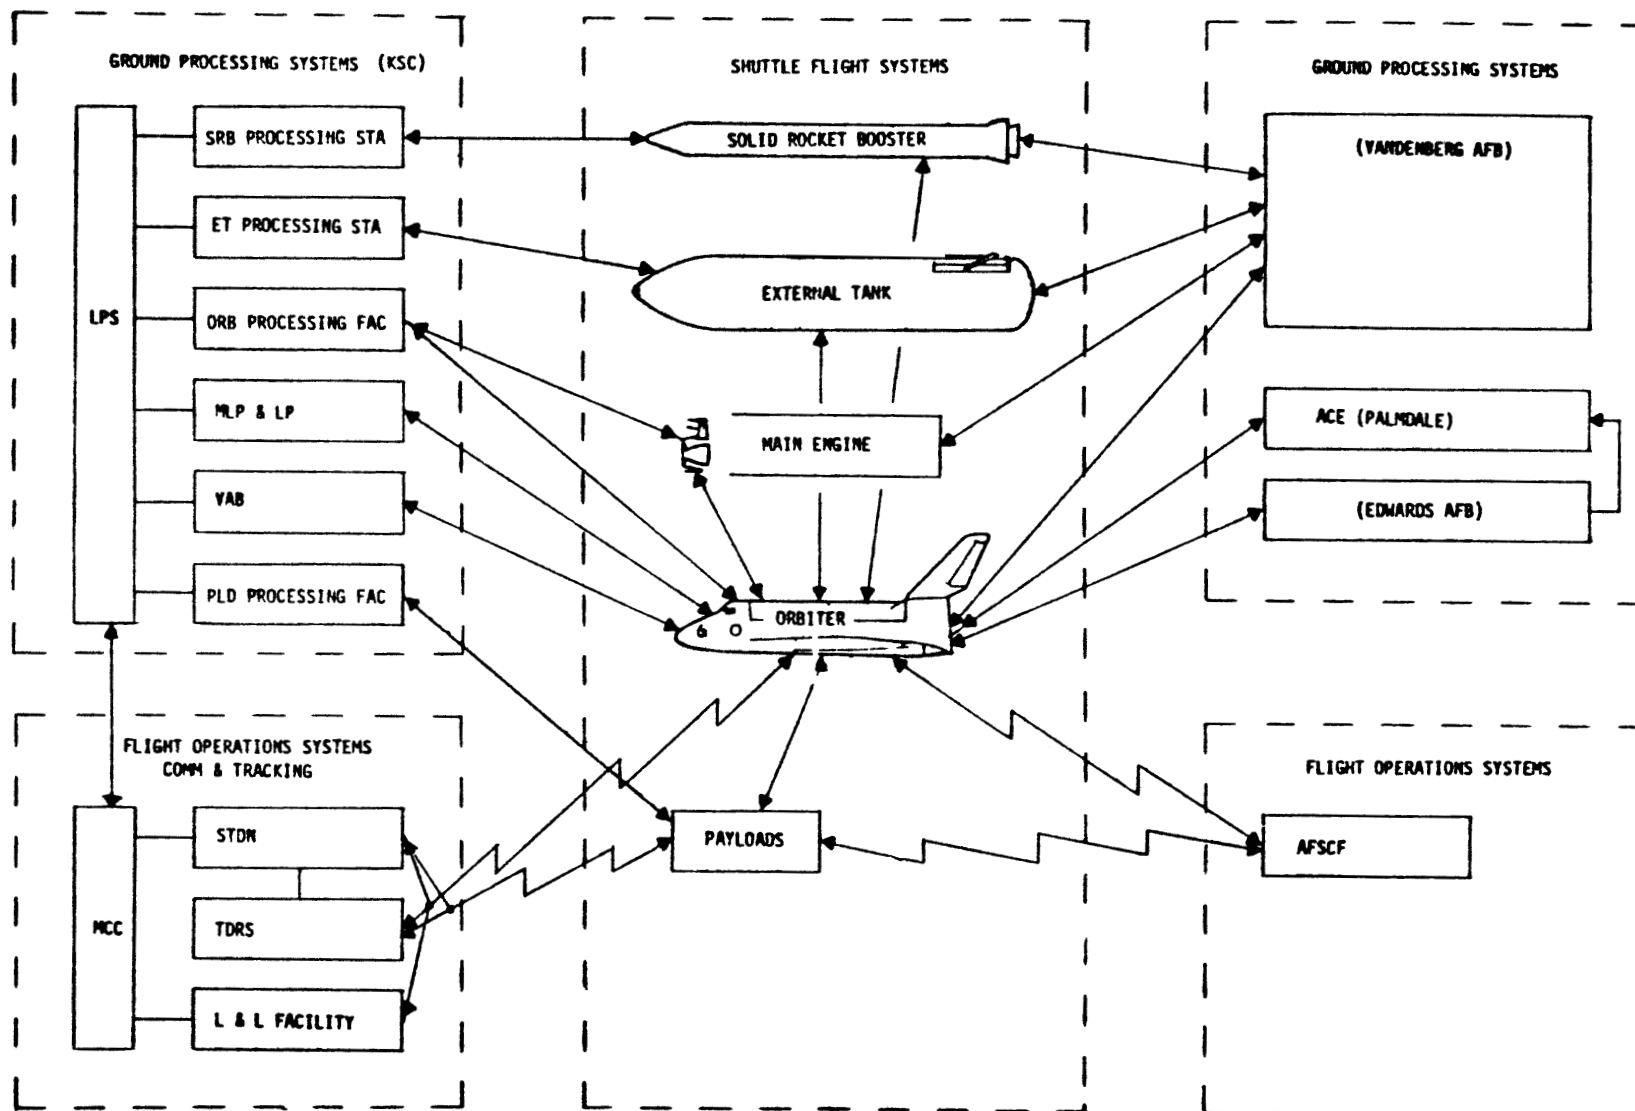 GROUND PROCESSING SYSTEMS (KSC)
LPS
SRB PROCESSING STA
ET PROCESSING STA
ORB PROCESSING FAC
MLP & LP
VAB
PLD PROCESSING FAC
FLIGHT OPERATIONS SYSTEMS
COMM & TRACKING
MCC
STDN
TDRS
L & L FACILITY
SHUTTLE FLIGHT SYSTEMS
SOLID ROCKET BOOSTER
EXTERNAL TANK
MAIN ENGINE
ORBITER
PAYLOADS
GROUND PROCESSING SYSTEMS
(VANDENBERG AFB)
ACE (PALMDALE)
(EDWARDS AFB)
FLIGHT OPERATIONS SYSTEMS
AFSCF